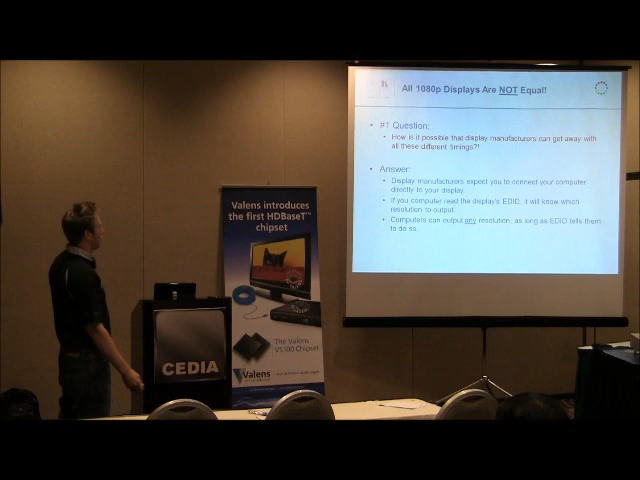 All 1080p Displays Are NOT Equal!
#1 Question:
How is it possible that display manufacturers can get away with
all these different timings?!
Answer:
Display manufacturers expect you to connect your computer
directly to your display.
If you computer read the display's EDID, it will know which
resolution to output.
Computers can output any resolution, as long as EDID tells them
to do so.
Valens introduces
the first HDBaseT™
chipset
The Valens
VS100 Chipset
Valens
CEDIA